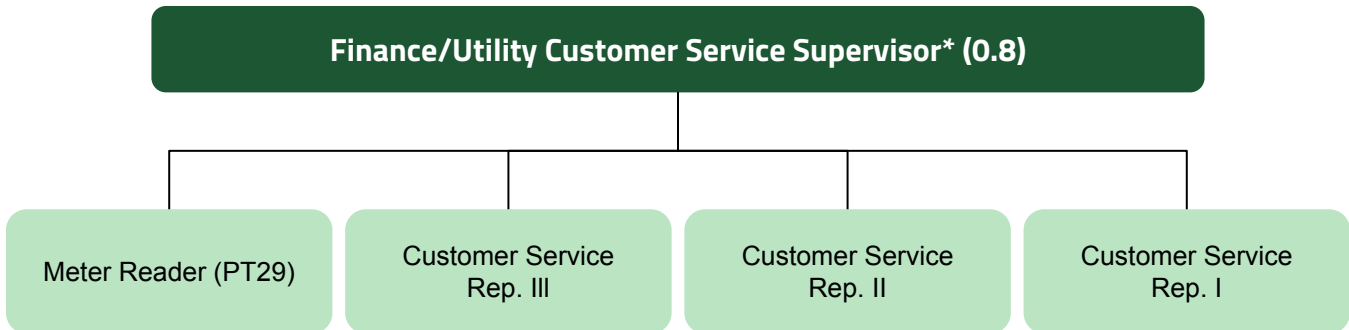 Finance/Utility Customer Service Supervisor* (0.8)
Meter Reader (PT29)
Customer Service
Rep. III
Customer Service
Rep. II
Customer Service
Rep. I